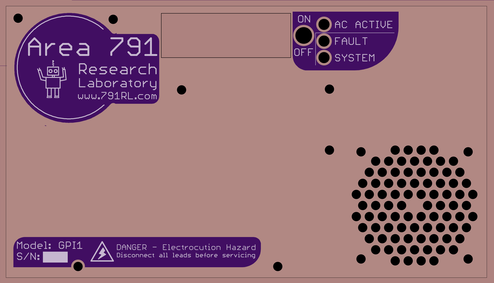 Area 791
Research
Laboratory
www.791RL.com
ON
OFF
AC ACTIVE
FAULT
SYSTEM
Model: GPI1
S/N:
DANGER - Electrocution Hazard
Disconnect all leads before servicing